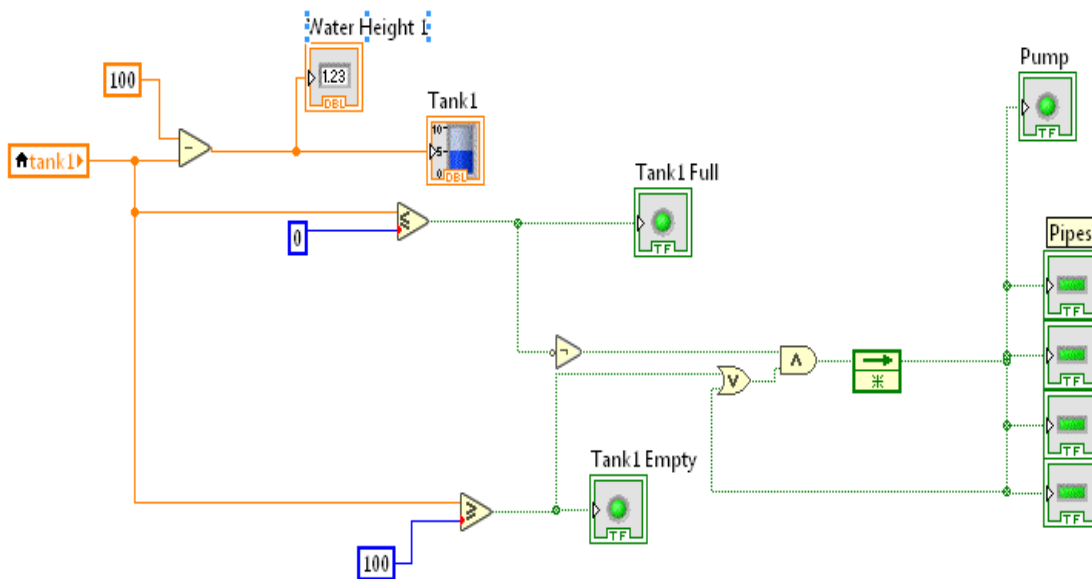 Water Height 1
Pump
100
1.23
DBL
TF
Tank1
10
5
0
DBL
tank1
-
Tank1 Full
TF
≤
0
Pipes
TF
TF
¬
V
Λ
TF
Tank1 Empty
TF
TF
≥
100